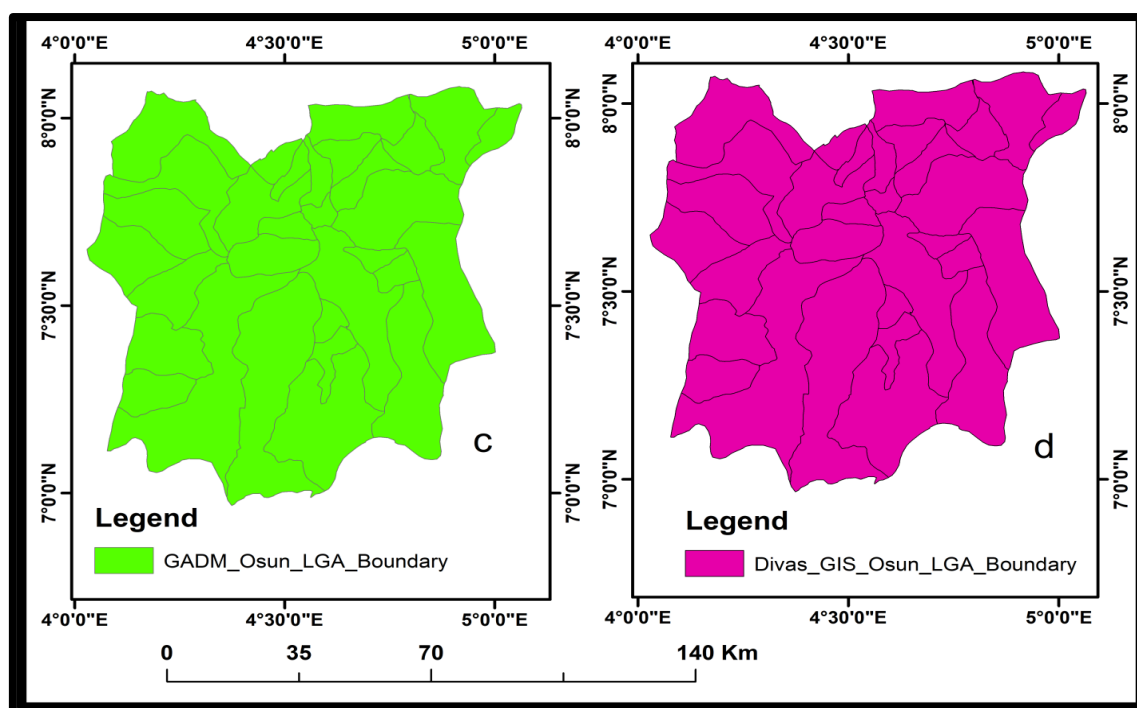 4°0'0"E 4°30'0"E 5°0'0"E
8°0'0"N
7°30'0"N
7°0'0"N
8°0'0"N
7°30'0"N
7°0'0"N
c
Legend
GADM_Osun_LGA_Boundary
4°0'0"E 4°30'0"E 5°0'0"E
4°0'0"E 4°30'0"E 5°0'0"E
8°0'0"N
7°30'0"N
7°0'0"N
8°0'0"N
7°30'0"N
7°0'0"N
d
Legend
Divas_GIS_Osun_LGA_Boundary
4°0'0"E 4°30'0"E 5°0'0"E
0 35 70 140 Km